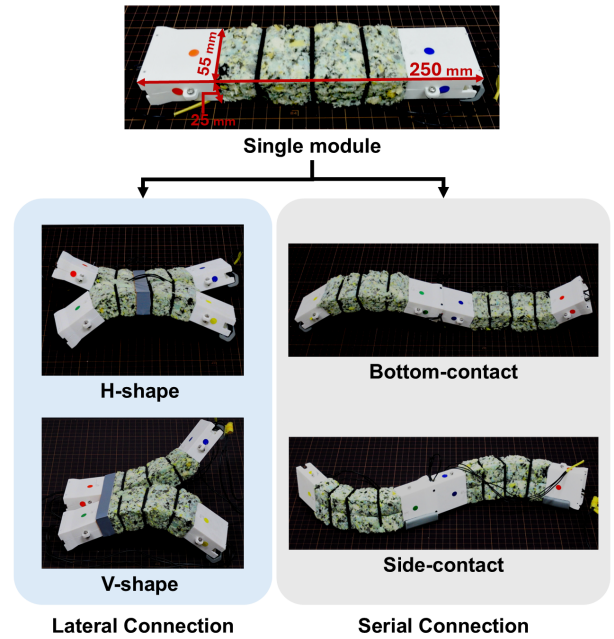 55 mm
250 mm
25 mm
Single module
H-shape
Bottom-contact
V-shape
Side-contact
Lateral Connection
Serial Connection